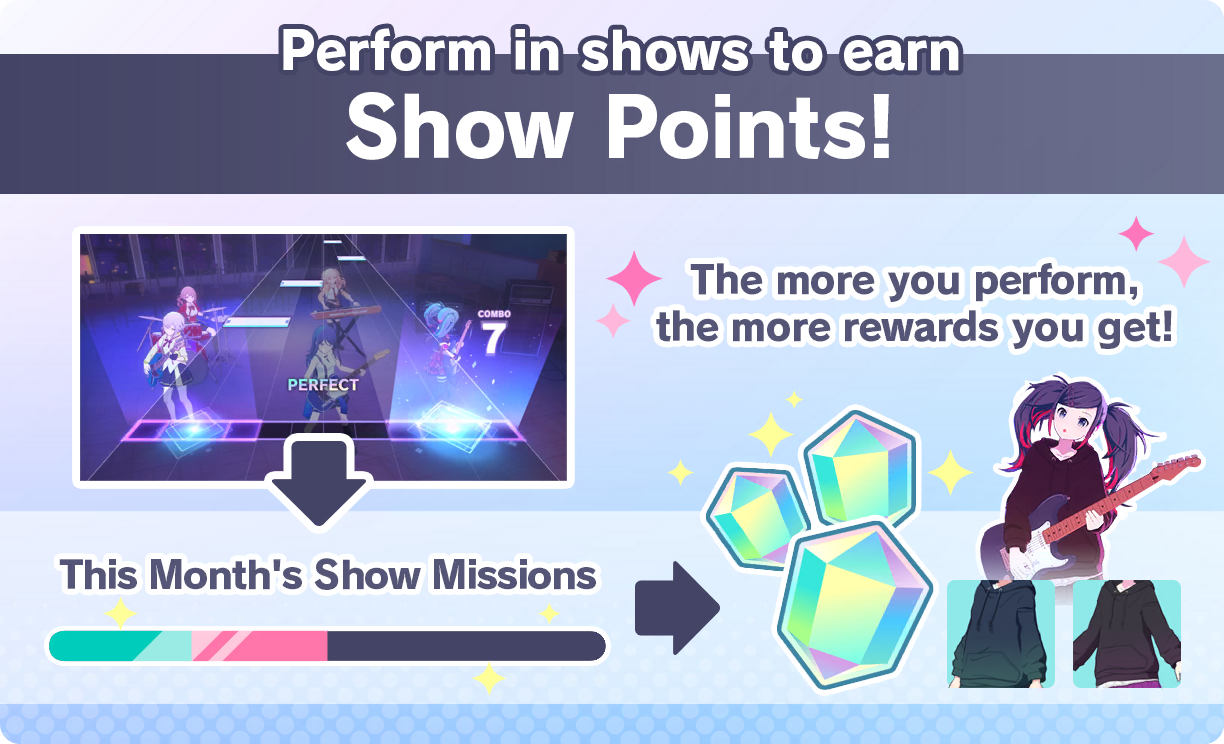 Perform in shows to earn
Show Points!
COMBO
7
PERFECT
The more you perform,
the more rewards you get!
This Month's Show Missions